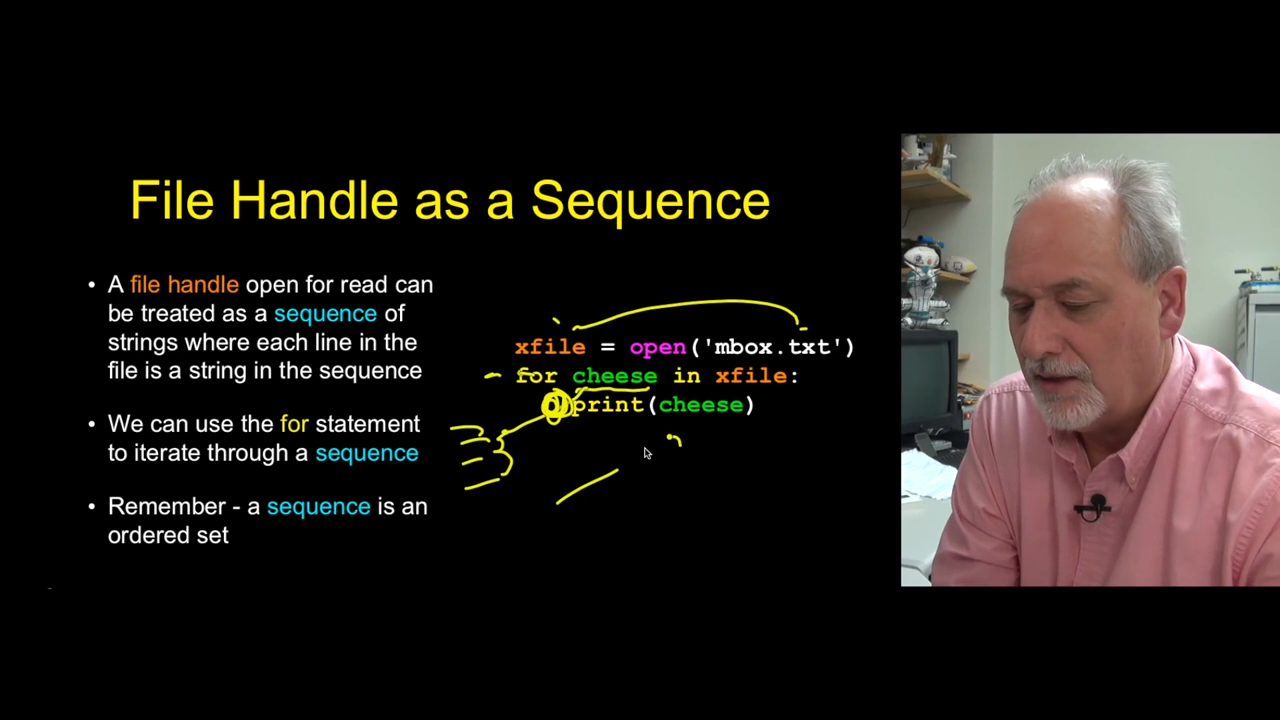 File Handle as a Sequence
• A file handle open for read can
be treated as a sequence of
strings where each line in the
file is a string in the sequence
• We can use the for statement
to iterate through a sequence
• Remember - a sequence is an
ordered set
xfile = open('mbox.txt')
for cheese in xfile:
print(cheese)